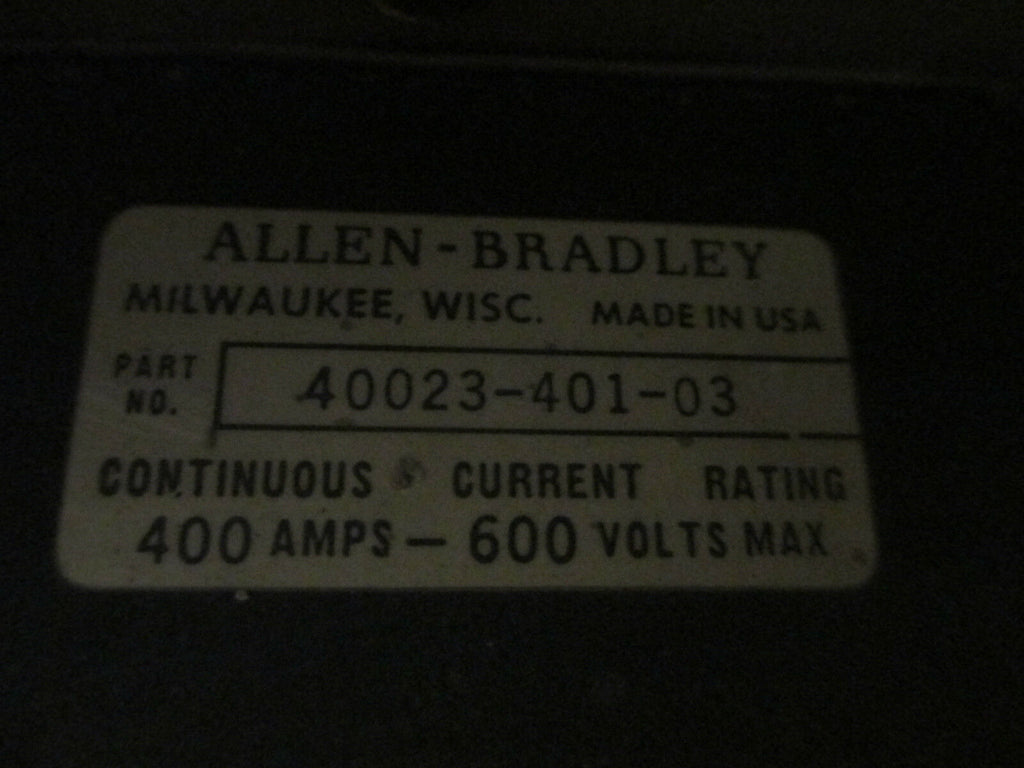 ALLEN-BRADLEY
MILWAUKEE, WISC. MADE IN USA
PART NO. 40023-401-03
CONTINUOUS CURRENT RATING
400 AMPS — 600 VOLTS MAX